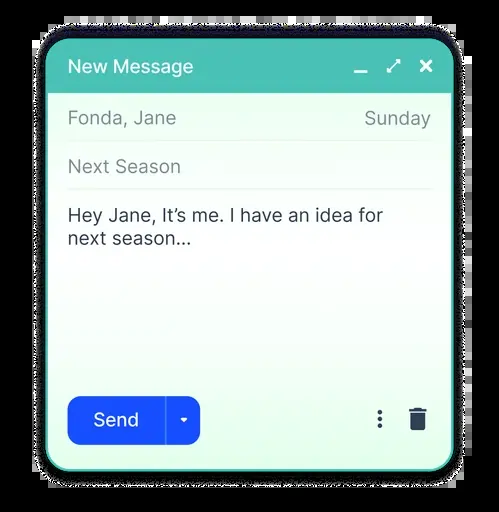 New Message
Fonda, Jane Sunday
Next Season
Hey Jane, It’s me. I have an idea for
next season...
Send